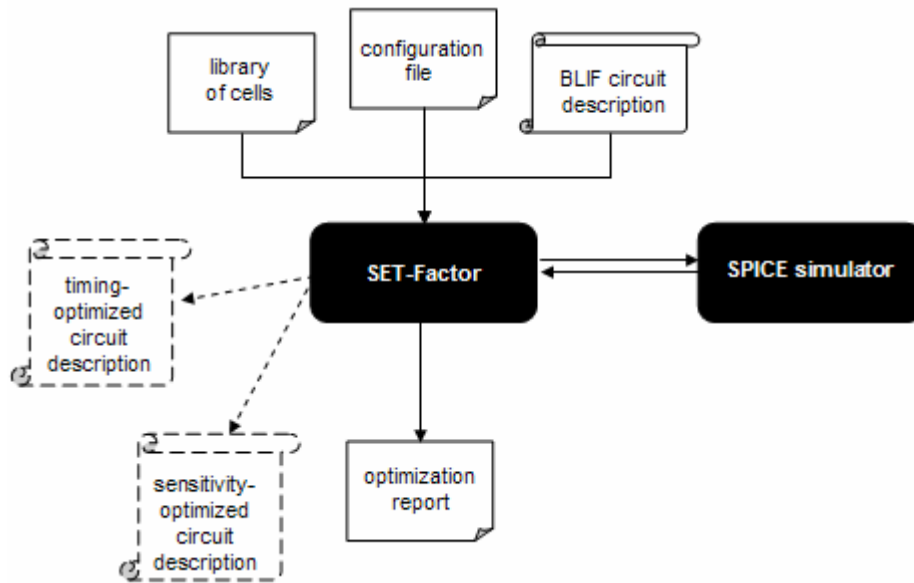 library
of cells
configuration
file
BLIF circuit
description
SET-Factor
SPICE simulator
timing-
optimized
circuit
description
sensitivity-
optimized
circuit
description
optimization
report